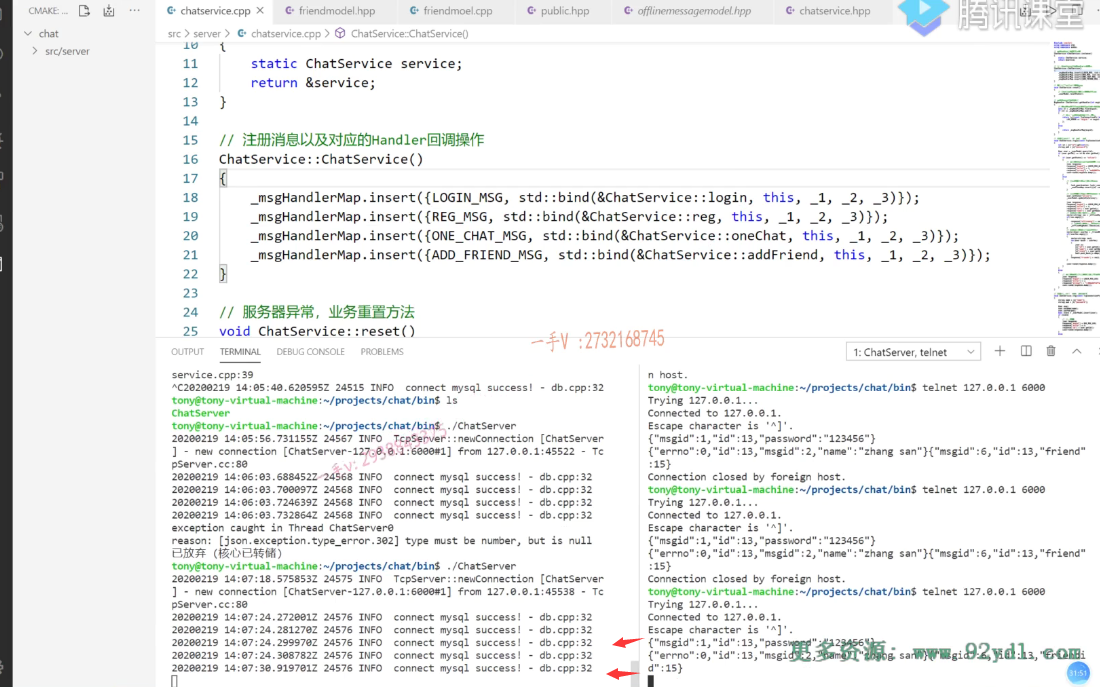 CMAKE: ...
chat
src/server
chatservice.cpp
friendmodel.hpp
friendmoel.cpp
public.hpp
offlinemessagemodel.hpp
chatservice.hpp
腾讯课堂
src > server > chatservice.cpp > ChatService::ChatService()
10 {
11 static ChatService service;
12 return &service;
13 }
14
15 // 注册消息以及对应的Handler回调操作
16 ChatService::ChatService()
17 {
18 _msgHandlerMap.insert({LOGIN_MSG, std::bind(&ChatService::login, this, _1, _2, _3)});
19 _msgHandlerMap.insert({REG_MSG, std::bind(&ChatService::reg, this, _1, _2, _3)});
20 _msgHandlerMap.insert({ONE_CHAT_MSG, std::bind(&ChatService::oneChat, this, _1, _2, _3)});
21 _msgHandlerMap.insert({ADD_FRIEND_MSG, std::bind(&ChatService::addFriend, this, _1, _2, _3)});
22 }
23
24 // 服务器异常，业务重置方法
25 void ChatService::reset()
一手V :2732168745
OUTPUT TERMINAL DEBUG CONSOLE PROBLEMS
1: ChatServer, telnet
service.cpp:39
^C20200219 14:05:40.620595Z 24515 INFO  connect mysql success! - db.cpp:32
tony@tony-virtual-machine:~/projects/chat/bin$ ls
ChatServer
tony@tony-virtual-machine:~/projects/chat/bin$ ./ChatServer
20200219 14:05:56.731155Z 24567 INFO  TcpServer::newConnection [ChatServer
] - new connection [ChatServer-127.0.0.1:6000#1] from 127.0.0.1:45522 - Tc
pServer.cc:80
20200219 14:06:03.688452Z 24568 INFO  connect mysql success! - db.cpp:32
20200219 14:06:03.700097Z 24568 INFO  connect mysql success! - db.cpp:32
20200219 14:06:03.724639Z 24568 INFO  connect mysql success! - db.cpp:32
20200219 14:06:03.732864Z 24568 INFO  connect mysql success! - db.cpp:32
exception caught in Thread ChatServer0
reason: [json.exception.type_error.302] type must be number, but is null
已放弃 (核心已转储)
tony@tony-virtual-machine:~/projects/chat/bin$ ./ChatServer
20200219 14:07:18.575853Z 24575 INFO  TcpServer::newConnection [ChatServer
] - new connection [ChatServer-127.0.0.1:6000#1] from 127.0.0.1:45538 - Tc
pServer.cc:80
20200219 14:07:24.272001Z 24576 INFO  connect mysql success! - db.cpp:32
20200219 14:07:24.281270Z 24576 INFO  connect mysql success! - db.cpp:32
20200219 14:07:24.299970Z 24576 INFO  connect mysql success! - db.cpp:32
20200219 14:07:24.308782Z 24576 INFO  connect mysql success! - db.cpp:32
20200219 14:07:30.919701Z 24576 INFO  connect mysql success! - db.cpp:32
n host.
tony@tony-virtual-machine:~/projects/chat/bin$ telnet 127.0.0.1 6000
Trying 127.0.0.1...
Connected to 127.0.0.1.
Escape character is '^]'.
{"msgid":1,"id":13,"password":"123456"}
{"errno":0,"id":13,"msgid":2,"name":"zhang san"}{"msgid":6,"id":13,"friend"
:15}
Connection closed by foreign host.
tony@tony-virtual-machine:~/projects/chat/bin$ telnet 127.0.0.1 6000
Trying 127.0.0.1...
Connected to 127.0.0.1.
Escape character is '^]'.
{"msgid":1,"id":13,"password":"123456"}
{"errno":0,"id":13,"msgid":2,"name":"zhang san"}{"msgid":6,"id":13,"friend"
:15}
Connection closed by foreign host.
tony@tony-virtual-machine:~/projects/chat/bin$ telnet 127.0.0.1 6000
Trying 127.0.0.1...
Connected to 127.0.0.1.
Escape character is '^]'.
{"msgid":1,"id":13,"password":"123456"}
{"errno":0,"id":13,"msgid":2,"name":"zhang san"}{"msgid":6,"id":13,"friendi
d":15}
更多资源: www.92ydl.com
31:51